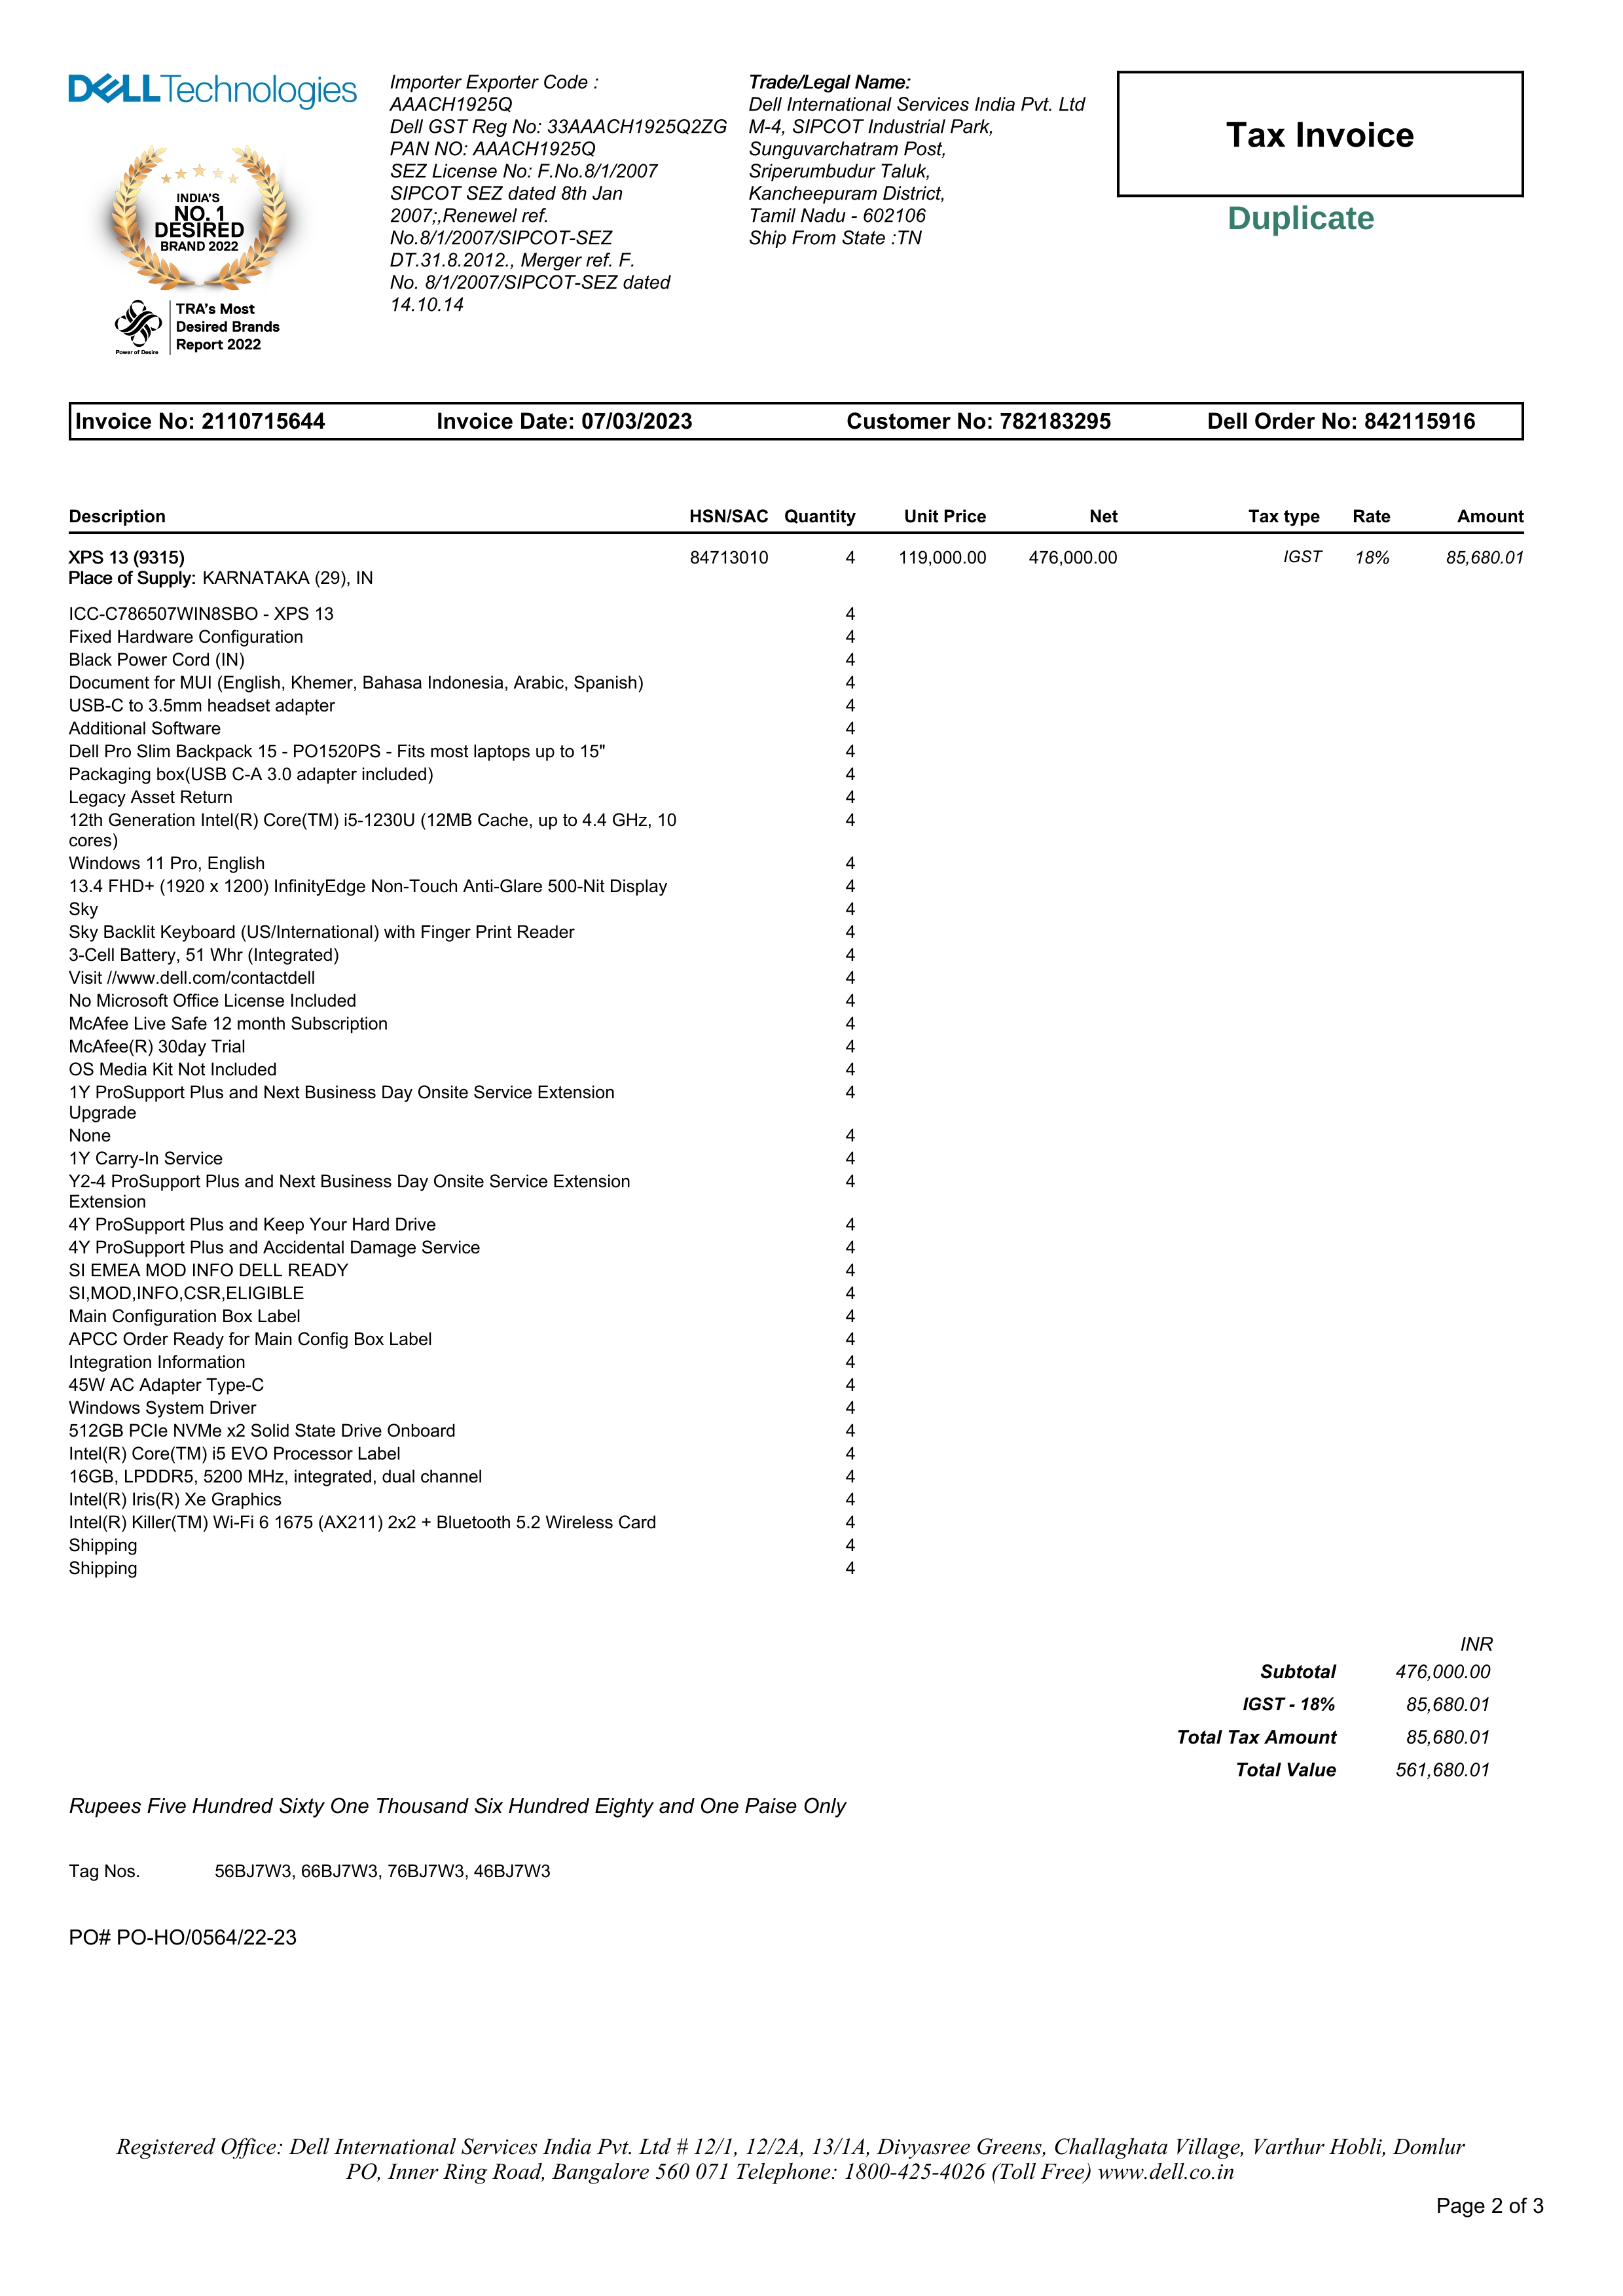 DELL Technologies
INDIA'S
NO. 1
DESIRED
BRAND 2022
Power of Desire
TRA's Most
Desired Brands
Report 2022
Importer Exporter Code :
AAACH1925Q
Dell GST Reg No: 33AAACH1925Q2ZG
PAN NO: AAACH1925Q
SEZ License No: F.No.8/1/2007
SIPCOT SEZ dated 8th Jan
2007;,Renewel ref.
No.8/1/2007/SIPCOT-SEZ
DT.31.8.2012., Merger ref. F.
No. 8/1/2007/SIPCOT-SEZ dated
14.10.14
Trade/Legal Name:
Dell International Services India Pvt. Ltd
M-4, SIPCOT Industrial Park,
Sunguvarchatram Post,
Sriperumbudur Taluk,
Kancheepuram District,
Tamil Nadu - 602106
Ship From State :TN
Tax Invoice
Duplicate
Invoice No: 2110715644 Invoice Date: 07/03/2023 Customer No: 782183295 Dell Order No: 842115916
Description HSN/SAC Quantity Unit Price Net Tax type Rate Amount
XPS 13 (9315) 84713010 4 119,000.00 476,000.00 IGST 18% 85,680.01
Place of Supply: KARNATAKA (29), IN
ICC-C786507WIN8SBO - XPS 13 4
Fixed Hardware Configuration 4
Black Power Cord (IN) 4
Document for MUI (English, Khemer, Bahasa Indonesia, Arabic, Spanish) 4
USB-C to 3.5mm headset adapter 4
Additional Software 4
Dell Pro Slim Backpack 15 - PO1520PS - Fits most laptops up to 15" 4
Packaging box(USB C-A 3.0 adapter included) 4
Legacy Asset Return 4
12th Generation Intel(R) Core(TM) i5-1230U (12MB Cache, up to 4.4 GHz, 10 4
cores)
Windows 11 Pro, English 4
13.4 FHD+ (1920 x 1200) InfinityEdge Non-Touch Anti-Glare 500-Nit Display 4
Sky 4
Sky Backlit Keyboard (US/International) with Finger Print Reader 4
3-Cell Battery, 51 Whr (Integrated) 4
Visit //www.dell.com/contactdell 4
No Microsoft Office License Included 4
McAfee Live Safe 12 month Subscription 4
McAfee(R) 30day Trial 4
OS Media Kit Not Included 4
1Y ProSupport Plus and Next Business Day Onsite Service Extension 4
Upgrade
None 4
1Y Carry-In Service 4
Y2-4 ProSupport Plus and Next Business Day Onsite Service Extension 4
Extension
4Y ProSupport Plus and Keep Your Hard Drive 4
4Y ProSupport Plus and Accidental Damage Service 4
SI EMEA MOD INFO DELL READY 4
SI,MOD,INFO,CSR,ELIGIBLE 4
Main Configuration Box Label 4
APCC Order Ready for Main Config Box Label 4
Integration Information 4
45W AC Adapter Type-C 4
Windows System Driver 4
512GB PCIe NVMe x2 Solid State Drive Onboard 4
Intel(R) Core(TM) i5 EVO Processor Label 4
16GB, LPDDR5, 5200 MHz, integrated, dual channel 4
Intel(R) Iris(R) Xe Graphics 4
Intel(R) Killer(TM) Wi-Fi 6 1675 (AX211) 2x2 + Bluetooth 5.2 Wireless Card 4
Shipping 4
Shipping 4
INR
Subtotal 476,000.00
IGST - 18% 85,680.01
Total Tax Amount 85,680.01
Total Value 561,680.01
Rupees Five Hundred Sixty One Thousand Six Hundred Eighty and One Paise Only
Tag Nos. 56BJ7W3, 66BJ7W3, 76BJ7W3, 46BJ7W3
PO# PO-HO/0564/22-23
Registered Office: Dell International Services India Pvt. Ltd # 12/1, 12/2A, 13/1A, Divyasree Greens, Challaghata Village, Varthur Hobli, Domlur
PO, Inner Ring Road, Bangalore 560 071 Telephone: 1800-425-4026 (Toll Free) www.dell.co.in
Page 2 of 3